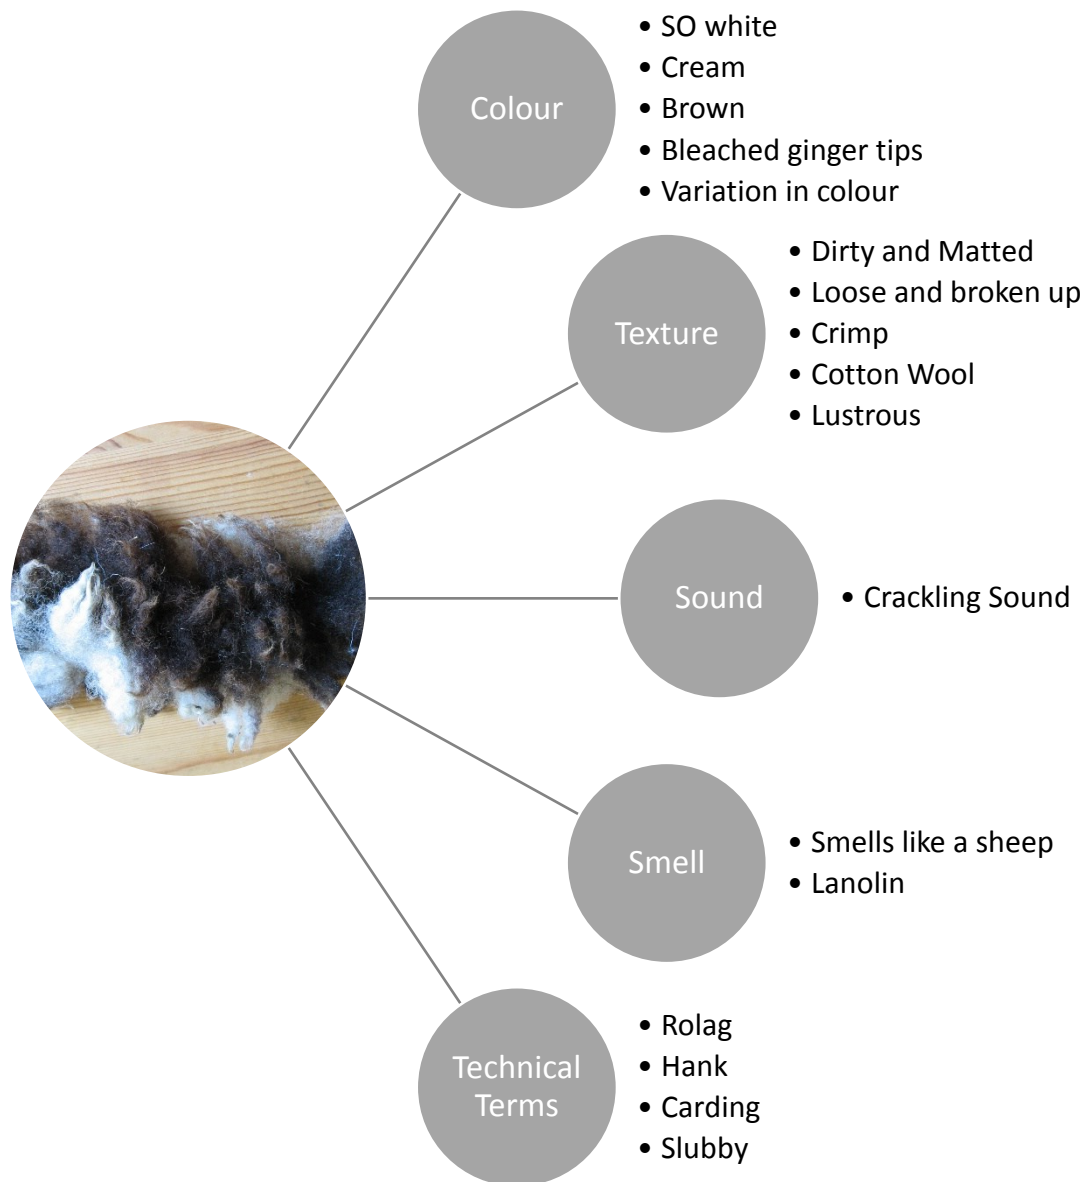 Colour
• SO white
• Cream
• Brown
• Bleached ginger tips
• Variation in colour
Texture
• Dirty and Matted
• Loose and broken up
• Crimp
• Cotton Wool
• Lustrous
Sound
• Crackling Sound
Smell
• Smells like a sheep
• Lanolin
Technical
Terms
• Rolag
• Hank
• Carding
• Slubby